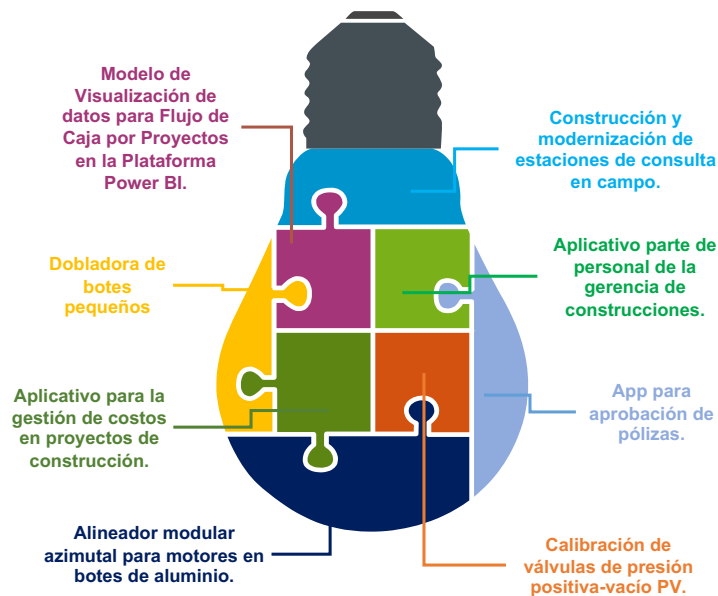 Modelo de
Visualización de
datos para Flujo de
Caja por Proyectos
en la Plataforma
Power BI.
Construcción y
modernización de
estaciones de consulta
en campo.
Dobladora de
botes
pequeños
Aplicativo parte de
personal de la
gerencia de
construcciones.
Aplicativo para la
gestión de costos
en proyectos de
construcción.
App para
aprobación de
pólizas.
Alineador modular
azimutal para motores en
botes de aluminio.
Calibración de
válvulas de presión
positiva-vacío PV.